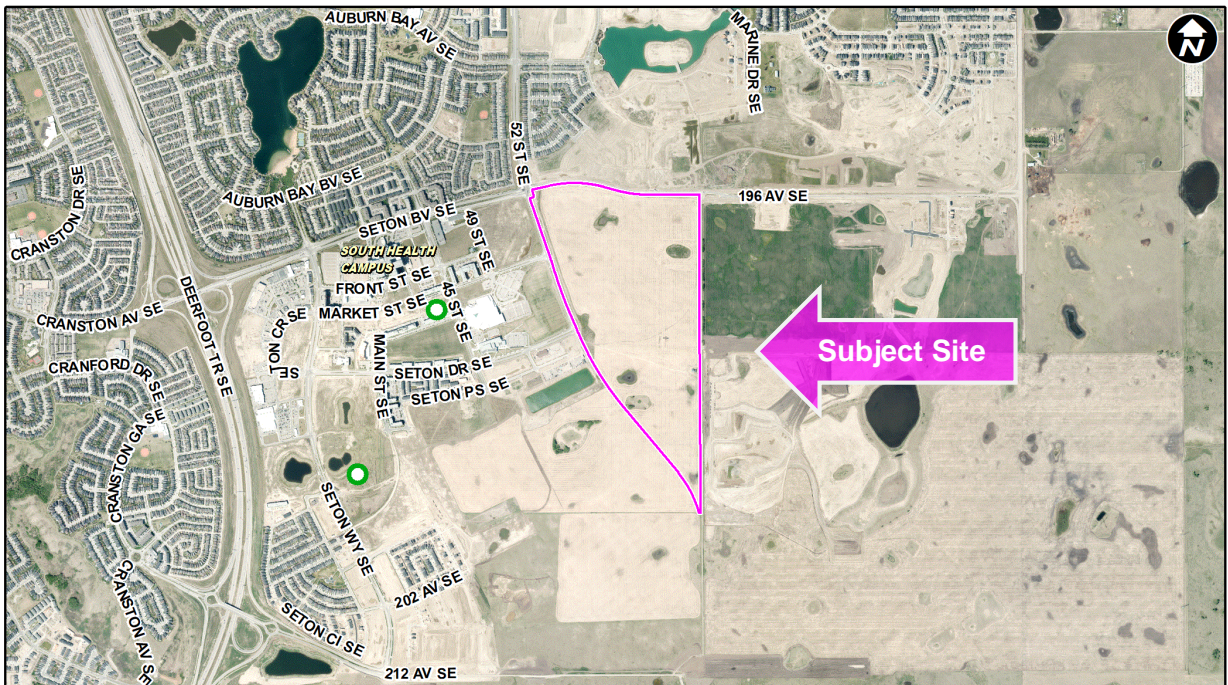 AUBURN BAY AV SE
MARINE DR SE
N
52 ST SE
CRANSTON DR SE
AUBURN BAY BV SE
196 AV SE
SETON BV SE
49 ST SE
SOUTH HEALTH
CAMPUS
FRONT ST SE
DEERFOOT TR SE
45 ST SE
CRANSTON AV SE
TON CR SE
MARKET ST SE
SE
MAIN ST SE
Subject Site
CRANFORD DR SE
SETON DR SE
SETON PS SE
CRANSTON GA SE
SETON WY SE
202 AV SE
CRANSTON AV SE
SETON CI SE
212 AV SE